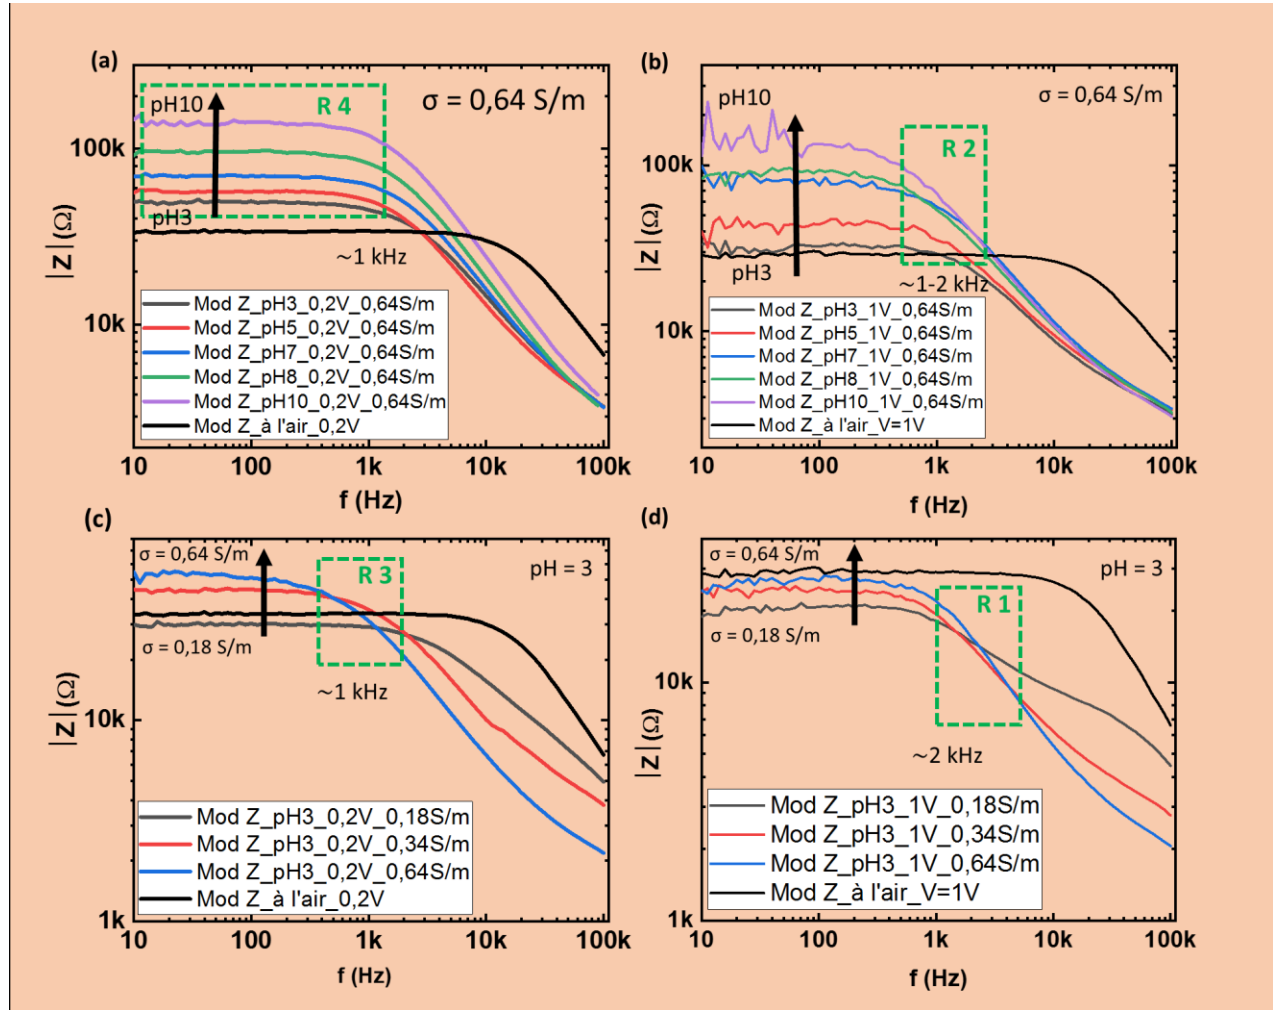 (a)
σ = 0,64 S/m
pH10
R 4
100k
pH3
~1 kHz
|Z|(Ω)
10k
Mod Z_pH3_0,2V_0,64S/m
Mod Z_pH5_0,2V_0,64S/m
Mod Z_pH7_0,2V_0,64S/m
Mod Z_pH8_0,2V_0,64S/m
Mod Z_pH10_0,2V_0,64S/m
Mod Z_à l'air_0,2V
10 100 1k 10k 100k
f (Hz)
(b)
σ = 0,64 S/m
pH10
R 2
100k
pH3
~1-2 kHz
|Z|(Ω)
10k
Mod Z_pH3_1V_0,64S/m
Mod Z_pH5_1V_0,64S/m
Mod Z_pH7_1V_0,64S/m
Mod Z_pH8_1V_0,64S/m
Mod Z_pH10_1V_0,64S/m
Mod Z_à l'air_V=1V
10 100 1k 10k 100k
f (Hz)
(c)
σ = 0,64 S/m
R 3
pH = 3
σ = 0,18 S/m
~1 kHz
|Z|(Ω)
10k
Mod Z_pH3_0,2V_0,18S/m
Mod Z_pH3_0,2V_0,34S/m
Mod Z_pH3_0,2V_0,64S/m
Mod Z_à l'air_0,2V
1k
10 100 1k 10k 100k
f (Hz)
(d)
σ = 0,64 S/m
pH = 3
R 1
σ = 0,18 S/m
10k
|Z|(Ω)
~2 kHz
Mod Z_pH3_1V_0,18S/m
Mod Z_pH3_1V_0,34S/m
Mod Z_pH3_1V_0,64S/m
Mod Z_à l'air_V=1V
1k
10 100 1k 10k 100k
f (Hz)